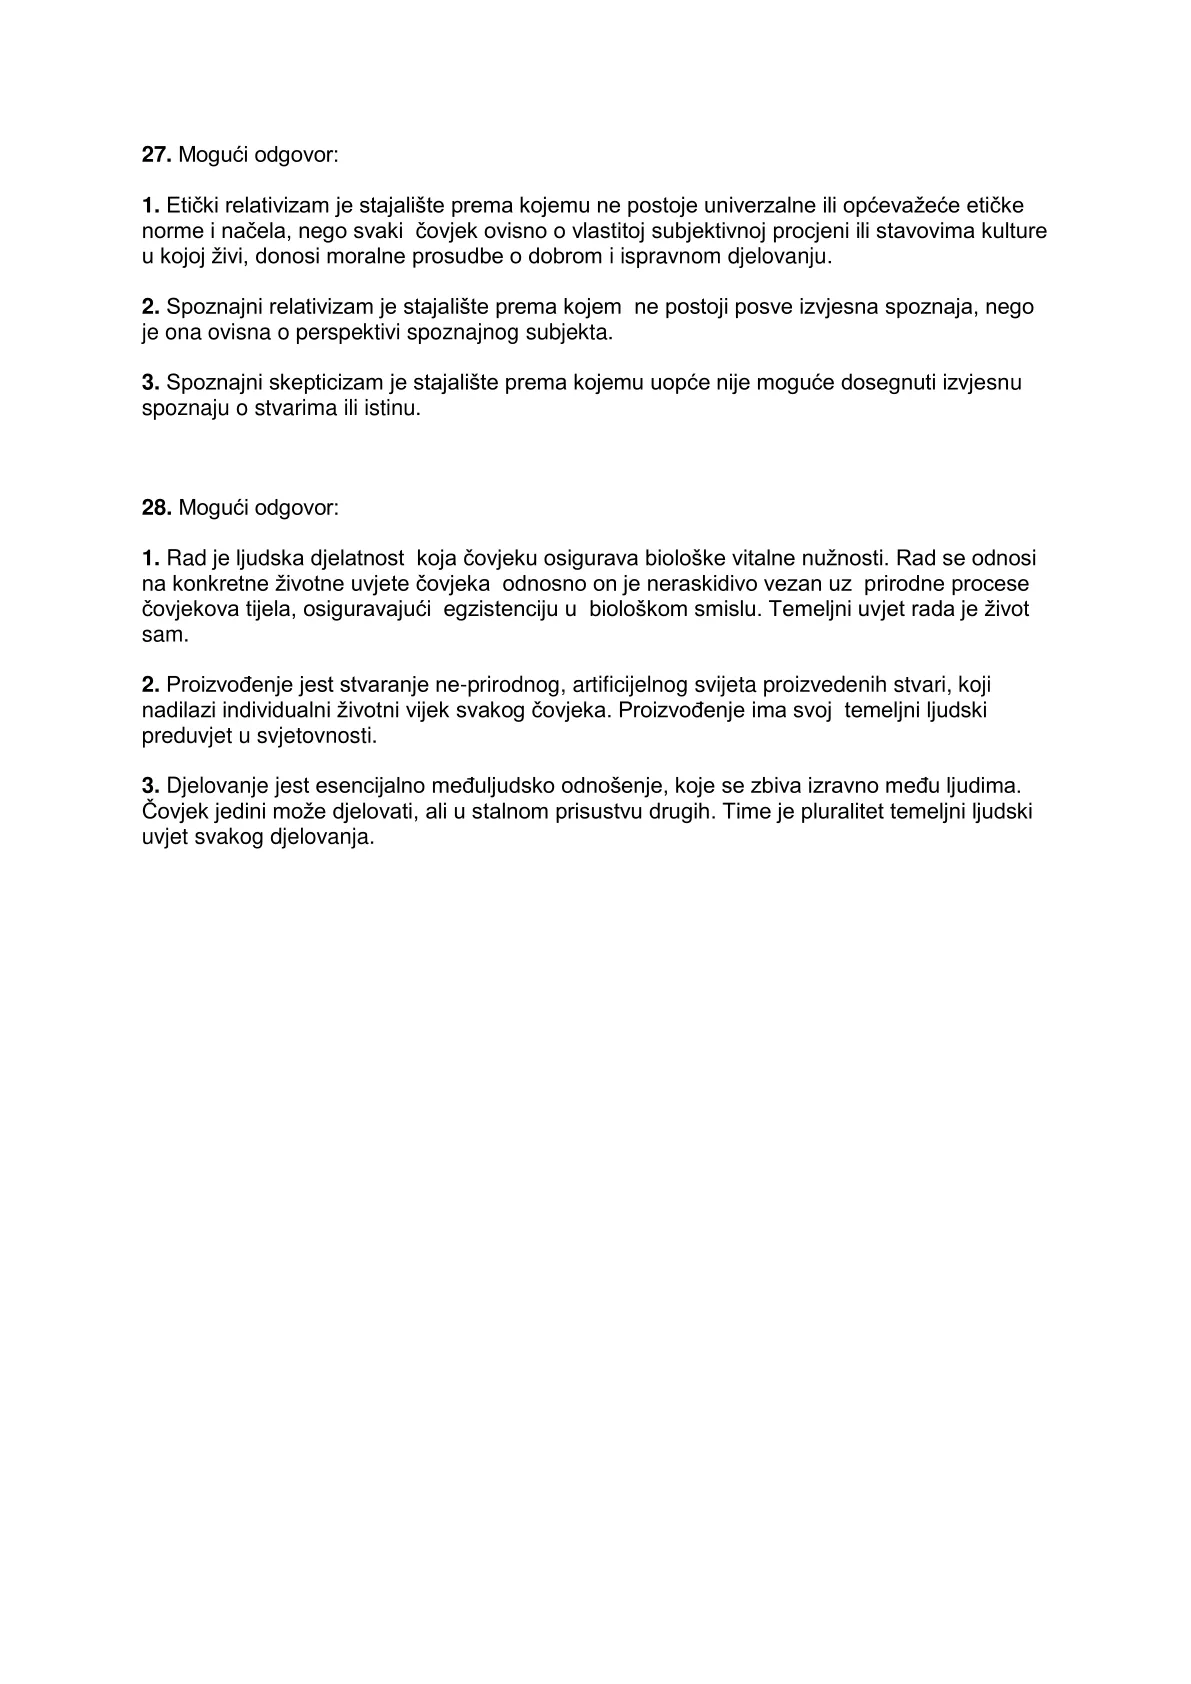 27. Mogući odgovor:
1. Etički relativizam je stajalište prema kojemu ne postoje univerzalne ili općevažeće etičke
norme i načela, nego svaki  čovjek ovisno o vlastitoj subjektivnoj procjeni ili stavovima kulture
u kojoj živi, donosi moralne prosudbe o dobrom i ispravnom djelovanju.
2. Spoznajni relativizam je stajalište prema kojem  ne postoji posve izvjesna spoznaja, nego
je ona ovisna o perspektivi spoznajnog subjekta.
3. Spoznajni skepticizam je stajalište prema kojemu uopće nije moguće dosegnuti izvjesnu
spoznaju o stvarima ili istinu.
28. Mogući odgovor:
1. Rad je ljudska djelatnost  koja čovjeku osigurava biološke vitalne nužnosti. Rad se odnosi
na konkretne životne uvjete čovjeka  odnosno on je neraskidivo vezan uz  prirodne procese
čovjekova tijela, osiguravajući  egzistenciju u  biološkom smislu. Temeljni uvjet rada je život
sam.
2. Proizvođenje jest stvaranje ne-prirodnog, artificijelnog svijeta proizvedenih stvari, koji
nadilazi individualni životni vijek svakog čovjeka. Proizvođenje ima svoj  temeljni ljudski
preduvjet u svjetovnosti.
3. Djelovanje jest esencijalno međuljudsko odnošenje, koje se zbiva izravno među ljudima.
Čovjek jedini može djelovati, ali u stalnom prisustvu drugih. Time je pluralitet temeljni ljudski
uvjet svakog djelovanja.